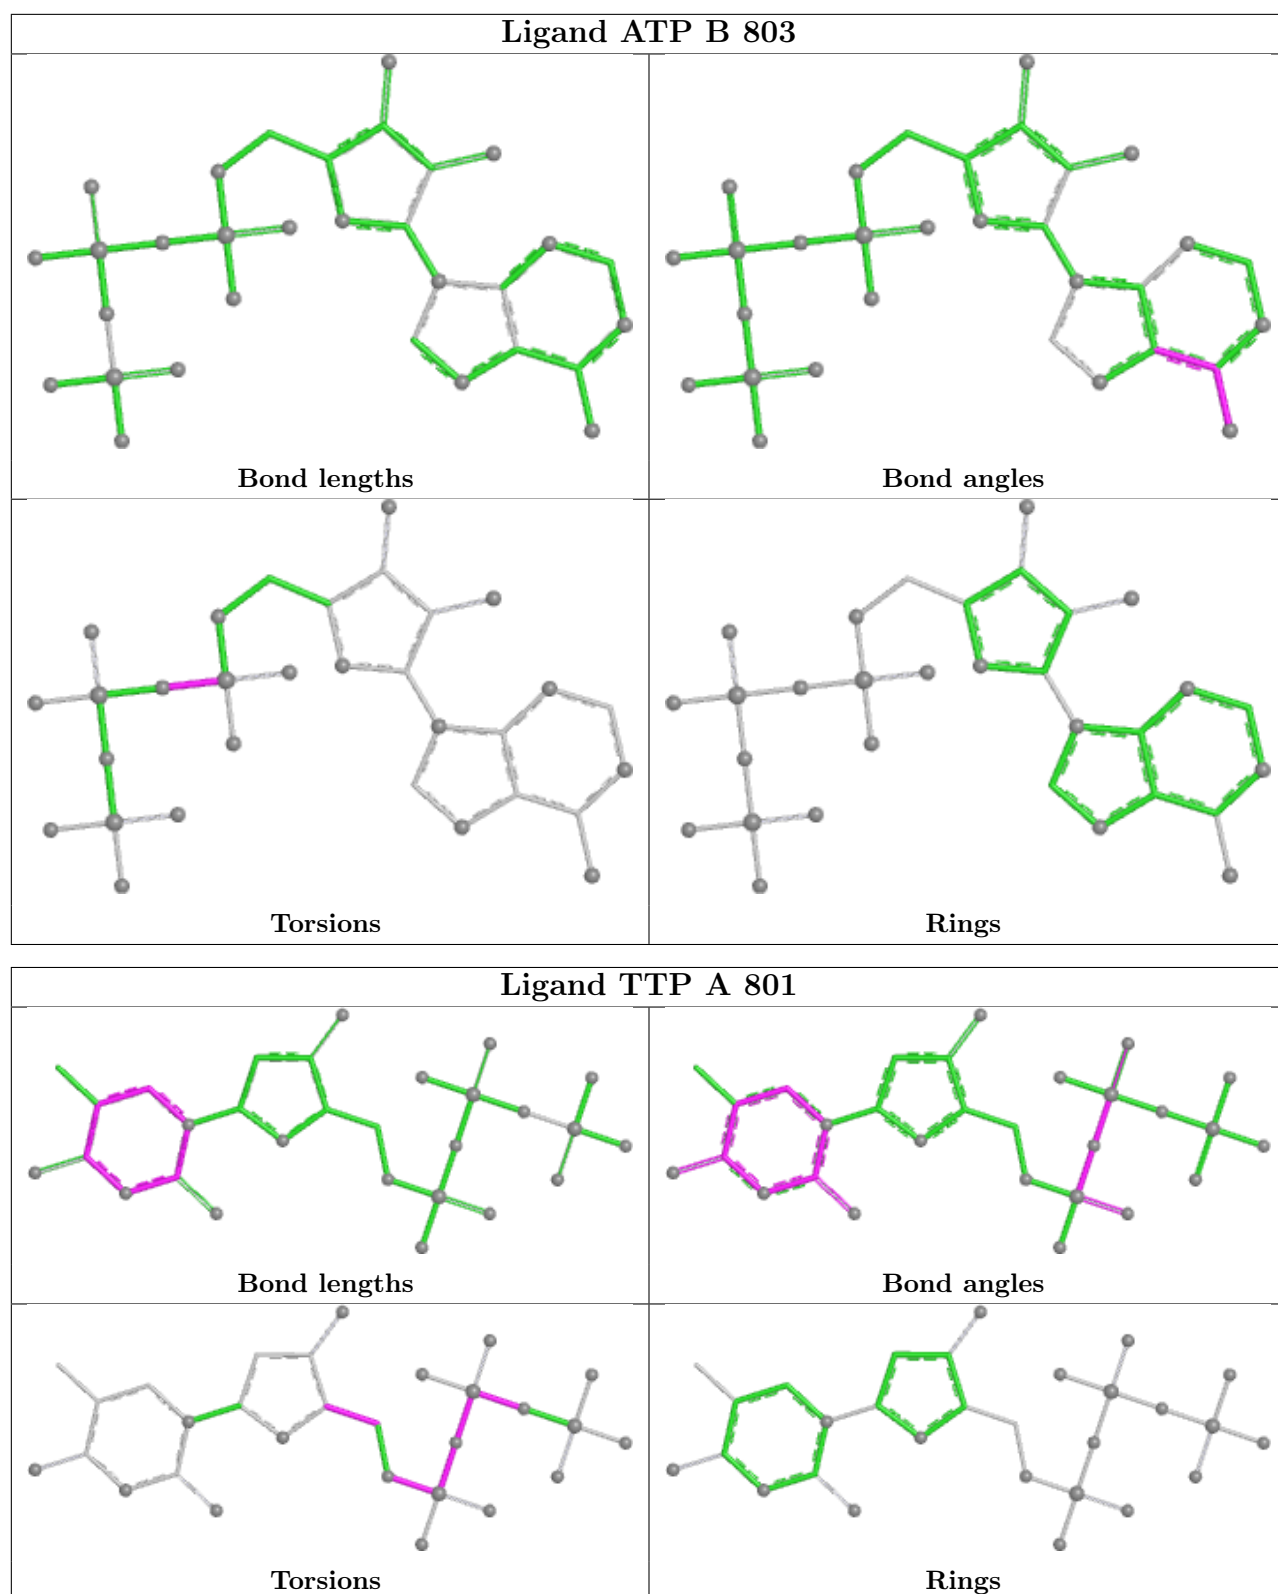 Ligand ATP B 803
Bond lengths
Bond angles
Torsions
Rings
Ligand TTP A 801
Bond lengths
Bond angles
Torsions
Rings